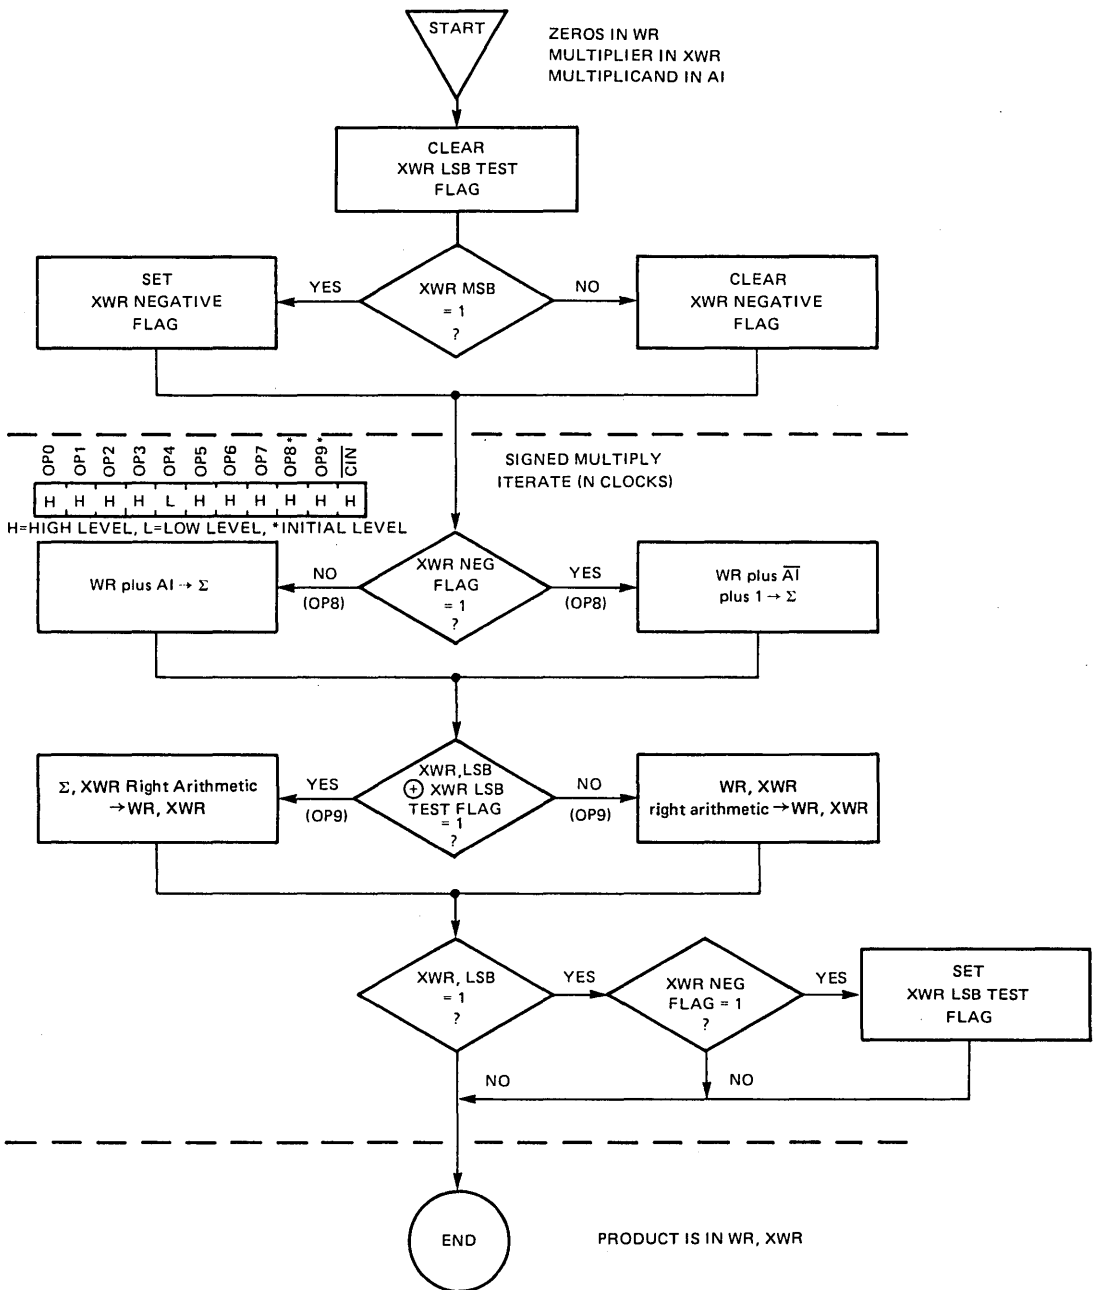 START
ZEROS IN WR
MULTIPLIER IN XWR
MULTIPLICAND IN AI
CLEAR
XWR LSB TEST
FLAG
SET
XWR NEGATIVE
FLAG
YES
XWR MSB
= 1
?
NO
CLEAR
XWR NEGATIVE
FLAG
OP0 OP1 OP2 OP3 OP4 OP5 OP6 OP7 OP8* OP9* C̅I̅N̅
H H H H L H H H H H H
H=HIGH LEVEL, L=LOW LEVEL, *INITIAL LEVEL
SIGNED MULTIPLY
ITERATE (N CLOCKS)
WR plus AI → Σ
NO
(OP8)
XWR NEG
FLAG
= 1
?
YES
(OP8)
WR plus A̅I̅
plus 1 → Σ
Σ, XWR Right Arithmetic
→WR, XWR
YES
(OP9)
XWR,LSB
⊕ XWR LSB
TEST FLAG
= 1
?
NO
(OP9)
WR, XWR
right arithmetic →WR, XWR
XWR, LSB
= 1
?
YES
XWR NEG
FLAG = 1
?
YES
SET
XWR LSB TEST
FLAG
NO
NO
END
PRODUCT IS IN WR, XWR